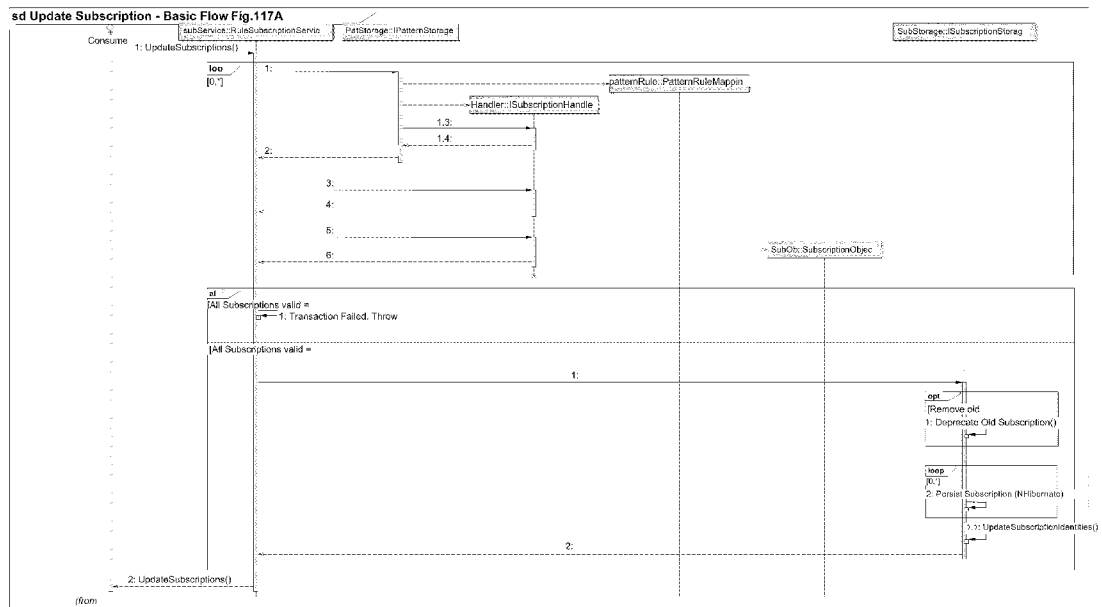 sd Update Subscription - Basic Flow Fig.117A
subService::RuleSubscriptionServic
PatStorage::IPatternStorage
SubStorage::ISubscriptionStorag
Consume
1: UpdateSubscriptions()
loo
[0,*]
1:
patternRule::PatternRuleMappin
Handler::ISubscriptionHandle
1.3:
1.4:
2:
3:
4:
5:
6:
SubOb::SubscriptionObjec
al
[All Subscriptions valid =
1: Transaction Failed, Throw
[All Subscriptions valid =
1:
opt
[Remove old
1: Deprecate Old Subscription()
loop
[0,*]
2: Persist Subscription (NHibernate)
UpdateSubscriptionIdentities()
2:
2: UpdateSubscriptions()
(from